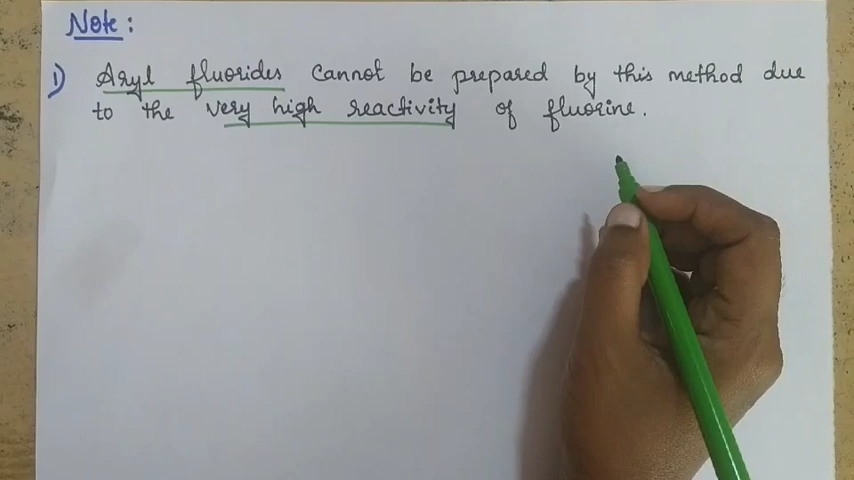 Note:
1) Aryl fluorides cannot be prepared by this method due
to the very high reactivity of fluorine.